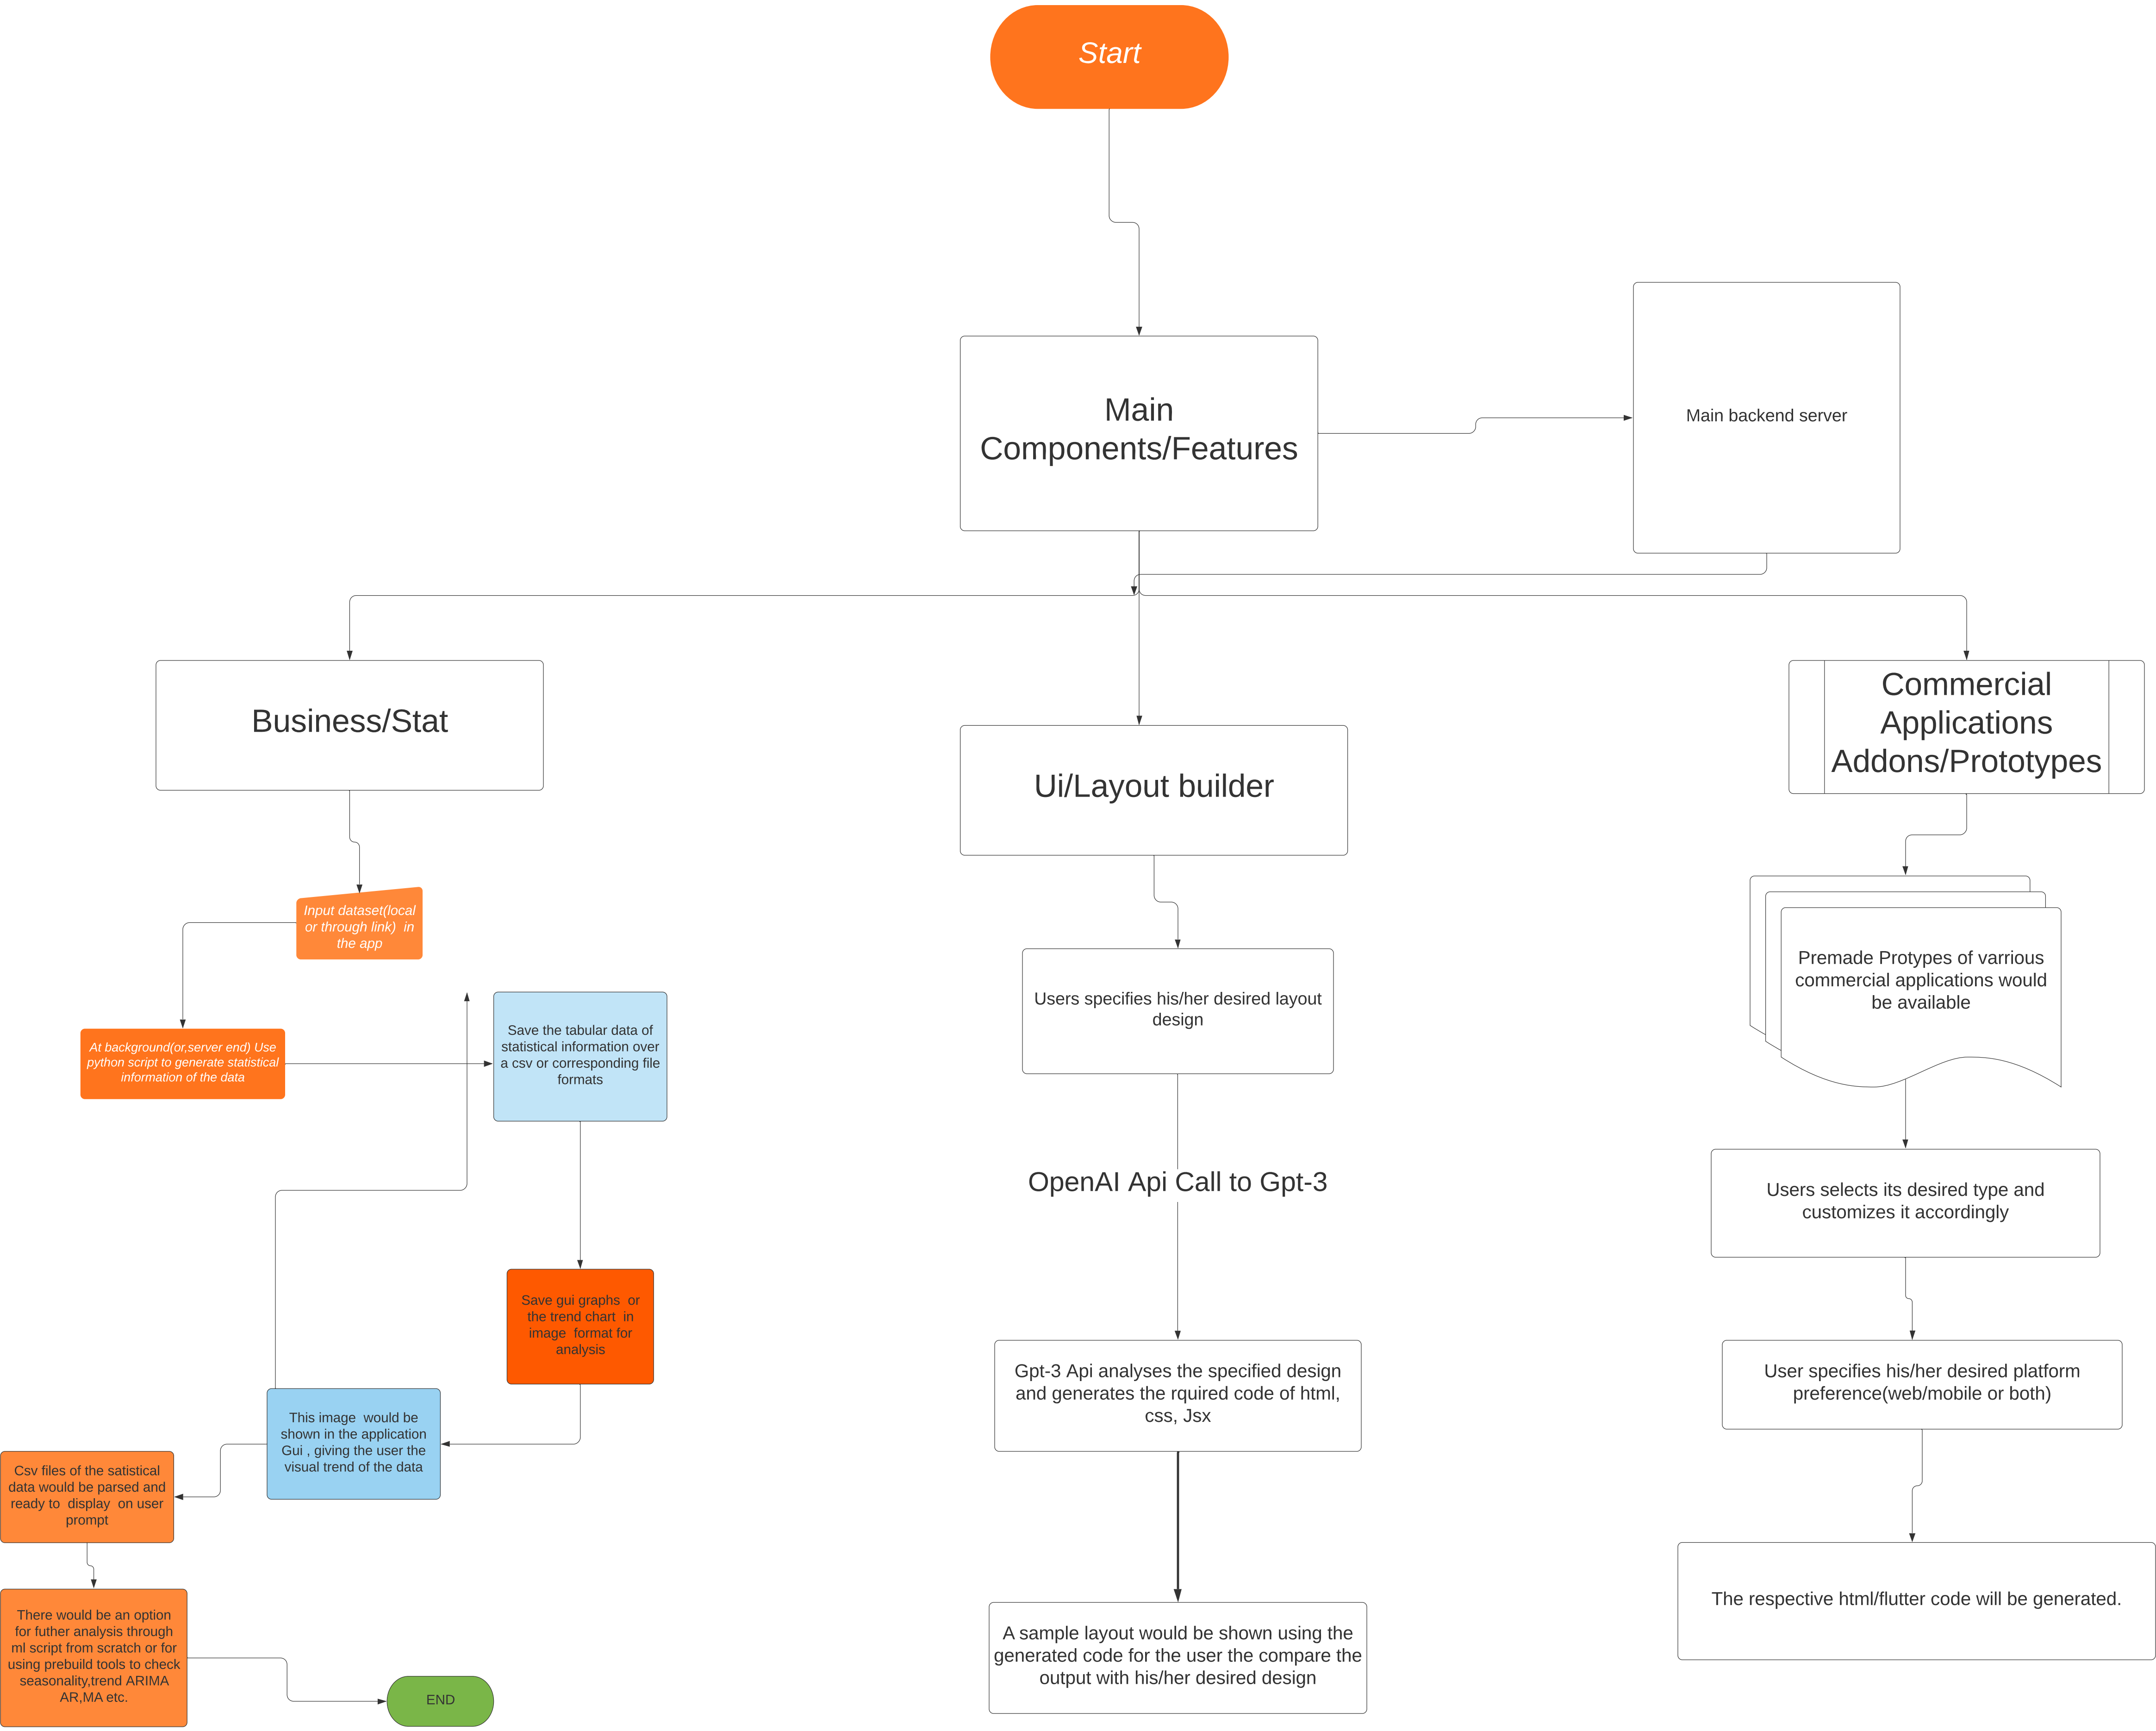 Start
Main
Components/Features
Main backend server
Business/Stat
Ui/Layout builder
Commercial
Applications
Addons/Prototypes
Input dataset(local
or through link)  in
the app
At background(or,server end) Use
python script to generate statistical
information of the data
Save the tabular data of
statistical information over
a csv or corresponding file
formats
Save gui graphs  or
the trend chart  in
image  format for
analysis
This image  would be
shown in the application
Gui , giving the user the
visual trend of the data
Csv files of the satistical
data would be parsed and
ready to  display  on user
prompt
There would be an option
for futher analysis through
ml script from scratch or for
using prebuild tools to check
seasonality,trend ARIMA
AR,MA etc.
END
Users specifies his/her desired layout
design
OpenAI Api Call to Gpt-3
Gpt-3 Api analyses the specified design
and generates the rquired code of html,
css, Jsx
A sample layout would be shown using the
generated code for the user the compare the
output with his/her desired design
Premade Protypes of varrious
commercial applications would
be available
Users selects its desired type and
customizes it accordingly
User specifies his/her desired platform
preference(web/mobile or both)
The respective html/flutter code will be generated.